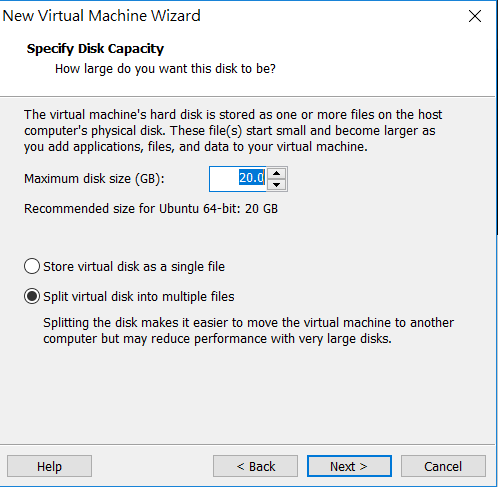 New Virtual Machine Wizard
Specify Disk Capacity
How large do you want this disk to be?
The virtual machine's hard disk is stored as one or more files on the host
computer's physical disk. These file(s) start small and become larger as
you add applications, files, and data to your virtual machine.
Maximum disk size (GB): 20.0
Recommended size for Ubuntu 64-bit: 20 GB
Store virtual disk as a single file
Split virtual disk into multiple files
Splitting the disk makes it easier to move the virtual machine to another
computer but may reduce performance with very large disks.
Help < Back Next > Cancel